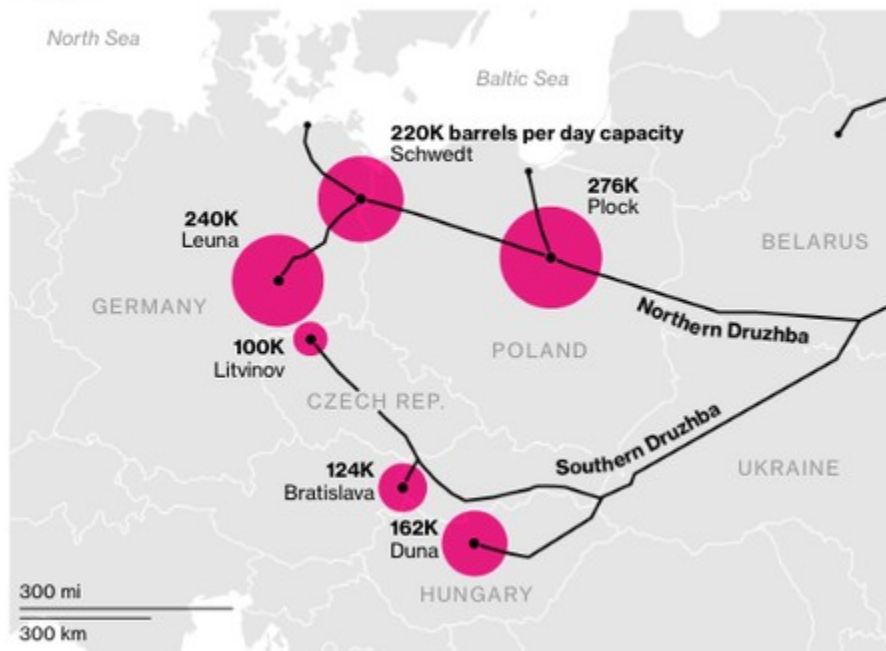 North Sea
Baltic Sea
220K barrels per day capacity
Schwedt
276K
Plock
240K
Leuna
BELARUS
GERMANY
Northern Druzhba
100K
Litvinov
POLAND
CZECH REP.
Southern Druzhba
124K
Bratislava
UKRAINE
162K
Duna
HUNGARY
300 mi
300 km